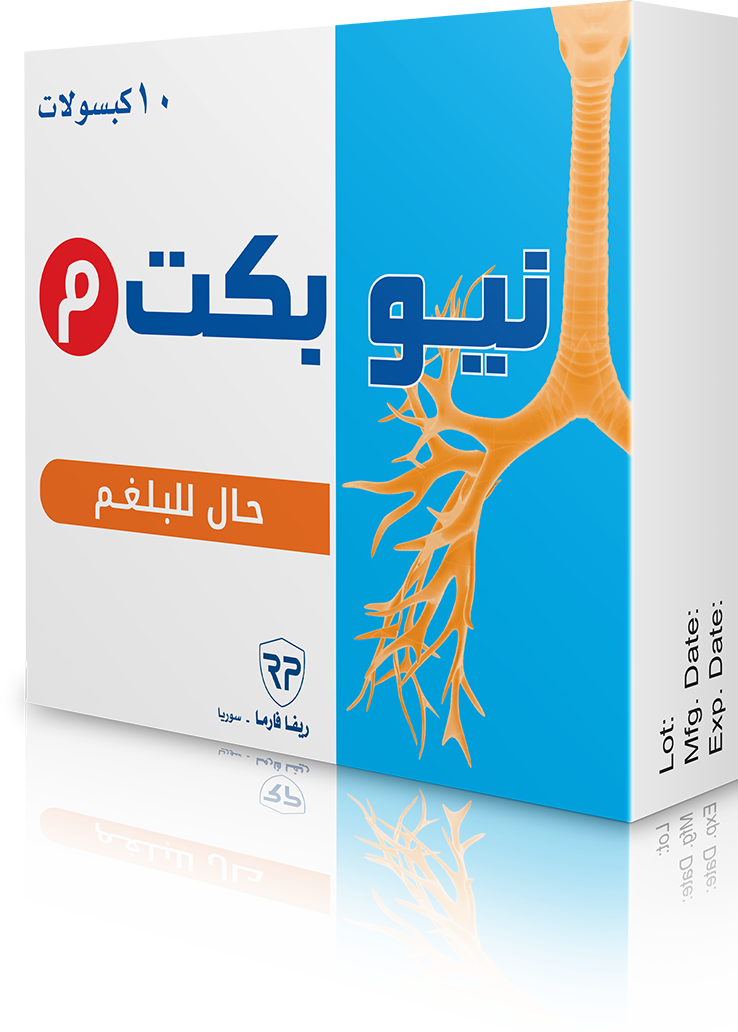 ١٠ كبسولات
نيو بكت م
حال للبلغم
RP
ريفا فارما - سوريا
Lot:
Mfg. Date:
Exp. Date: